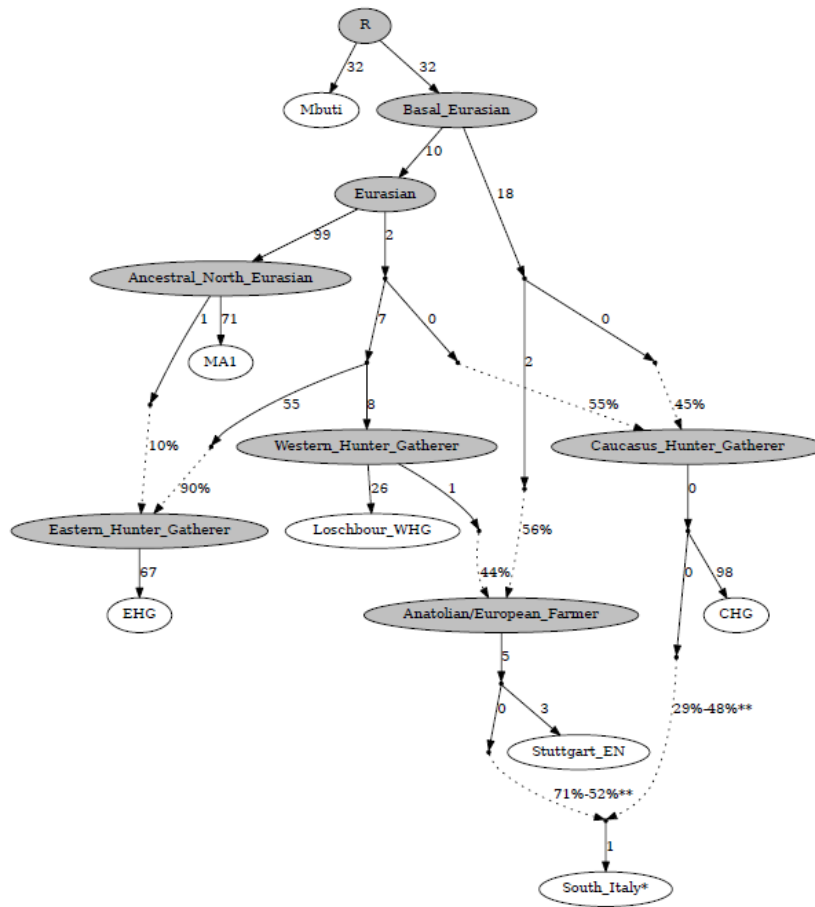 R
32
32
Mbuti
Basal_Eurasian
10
Eurasian
18
99
2
Ancestral_North_Eurasian
1
71
7
0
0
MA1
2
55
8
55%
45%
10%
Western_Hunter_Gatherer
Caucasus_Hunter_Gatherer
90%
26
1
0
Eastern_Hunter_Gatherer
Loschbour_WHG
56%
67
44%
0
98
EHG
Anatolian/European_Farmer
CHG
5
0
3
29%-48%**
Stuttgart_EN
71%-52%**
1
South_Italy*